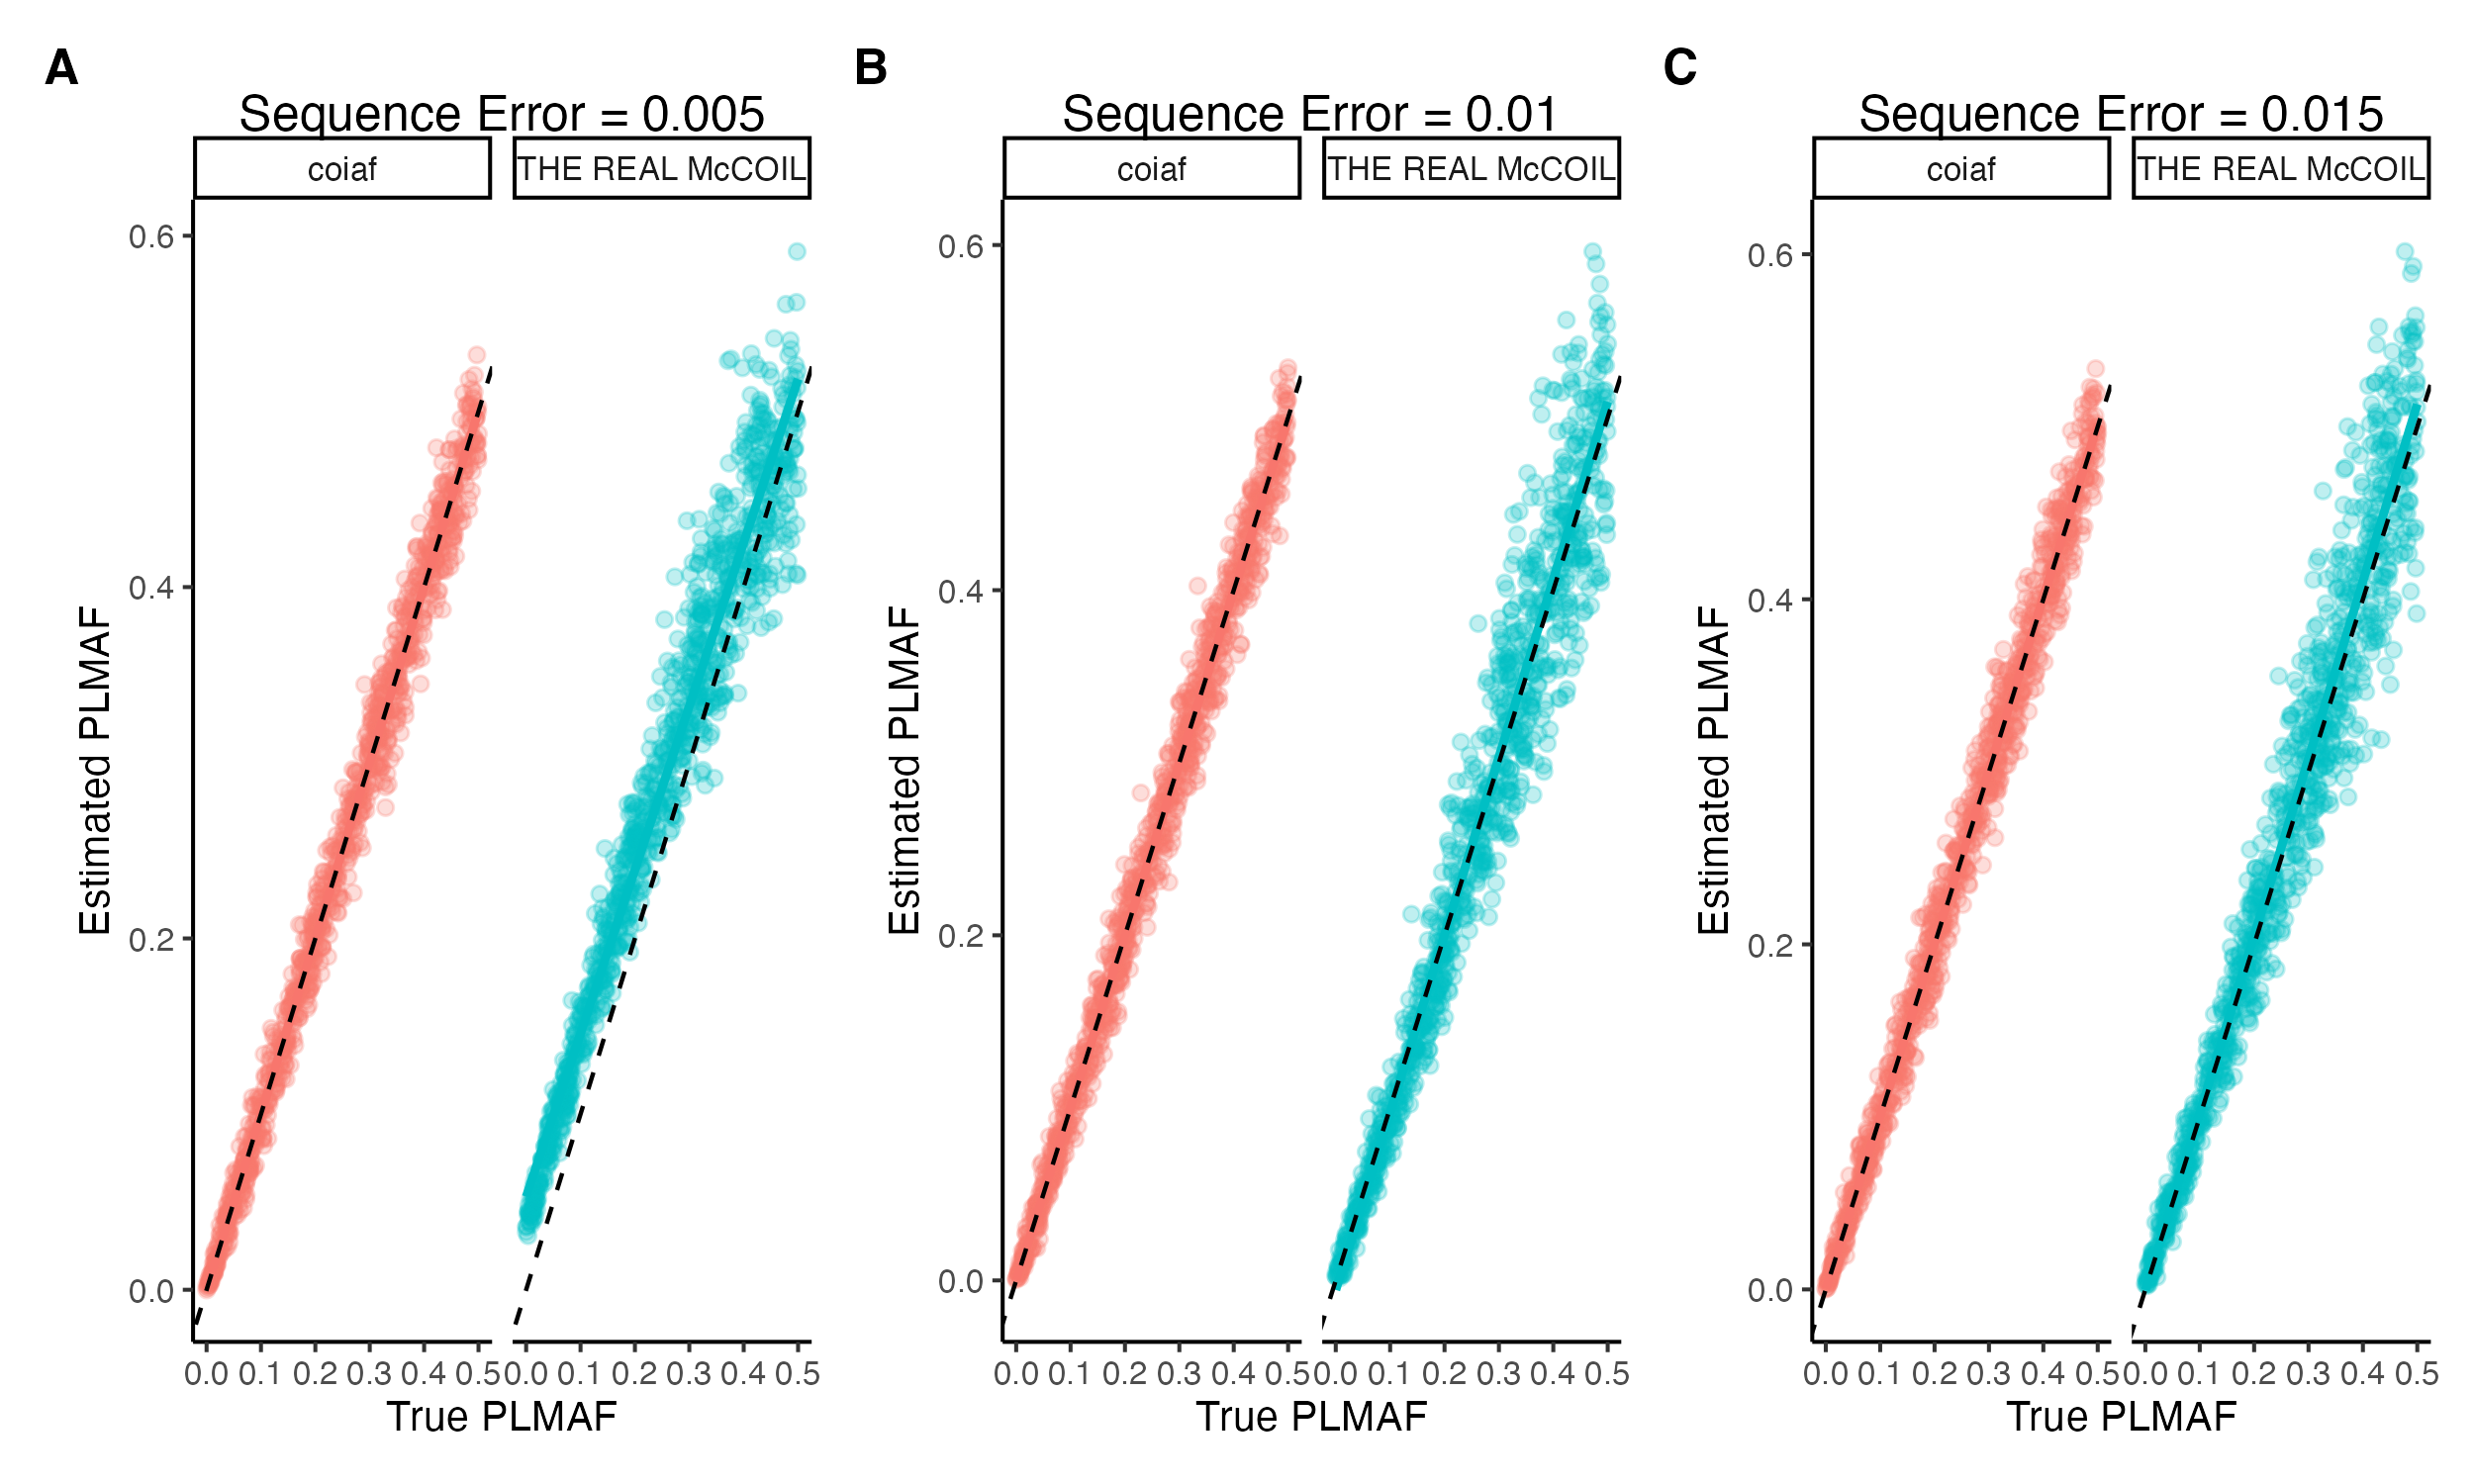 A
Sequence Error = 0.005
coiaf THE REAL McCOIL
Estimated PLMAF
0.6
0.4
0.2
0.0
0.0 0.1 0.2 0.3 0.4 0.5 0.0 0.1 0.2 0.3 0.4 0.5
True PLMAF
B
Sequence Error = 0.01
coiaf THE REAL McCOIL
Estimated PLMAF
0.6
0.4
0.2
0.0
0.0 0.1 0.2 0.3 0.4 0.5 0.0 0.1 0.2 0.3 0.4 0.5
True PLMAF
C
Sequence Error = 0.015
coiaf THE REAL McCOIL
Estimated PLMAF
0.6
0.4
0.2
0.0
0.0 0.1 0.2 0.3 0.4 0.5 0.0 0.1 0.2 0.3 0.4 0.5
True PLMAF